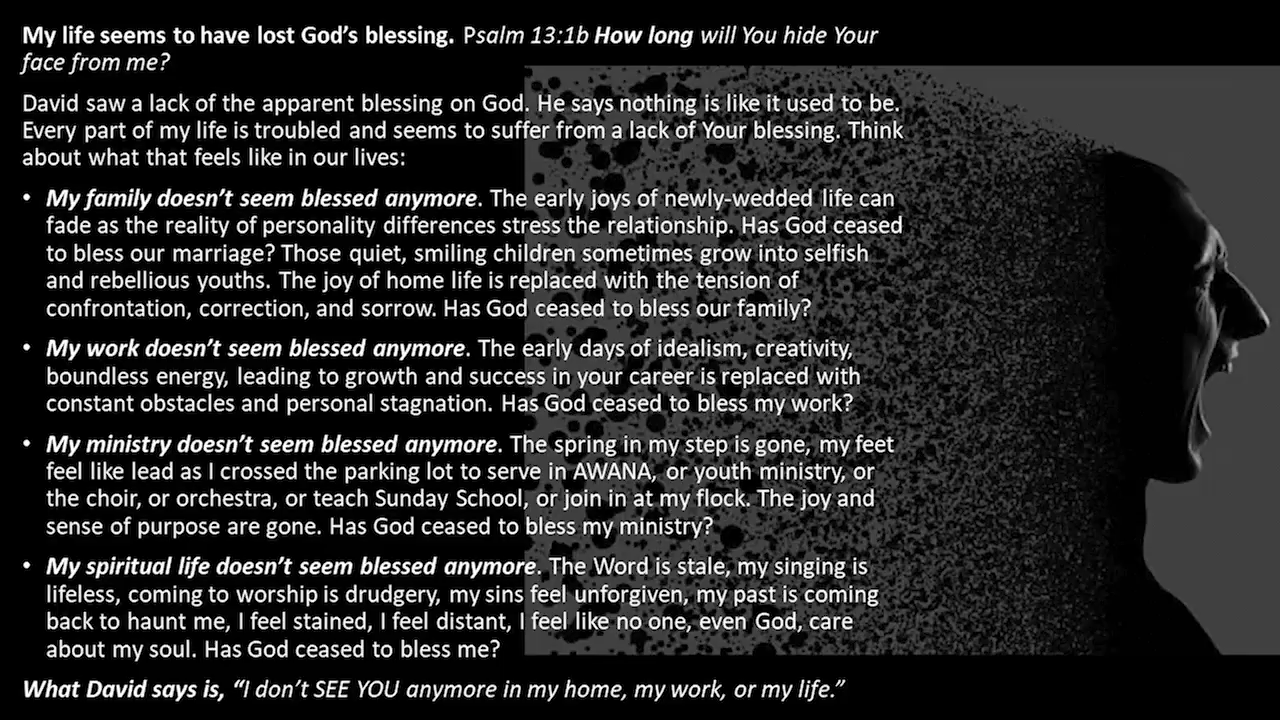 My life seems to have lost God’s blessing. Psalm 13:1b How long will You hide Your
face from me?
David saw a lack of the apparent blessing on God. He says nothing is like it used to be.
Every part of my life is troubled and seems to suffer from a lack of Your blessing. Think
about what that feels like in our lives:
• My family doesn’t seem blessed anymore. The early joys of newly-wedded life can
fade as the reality of personality differences stress the relationship. Has God ceased
to bless our marriage? Those quiet, smiling children sometimes grow into selfish
and rebellious youths. The joy of home life is replaced with the tension of
confrontation, correction, and sorrow. Has God ceased to bless our family?
• My work doesn’t seem blessed anymore. The early days of idealism, creativity,
boundless energy, leading to growth and success in your career is replaced with
constant obstacles and personal stagnation. Has God ceased to bless my work?
• My ministry doesn’t seem blessed anymore. The spring in my step is gone, my feet
feel like lead as I crossed the parking lot to serve in AWANA, or youth ministry, or
the choir, or orchestra, or teach Sunday School, or join in at my flock. The joy and
sense of purpose are gone. Has God ceased to bless my ministry?
• My spiritual life doesn’t seem blessed anymore. The Word is stale, my singing is
lifeless, coming to worship is drudgery, my sins feel unforgiven, my past is coming
back to haunt me, I feel stained, I feel distant, I feel like no one, even God, care
about my soul. Has God ceased to bless me?
What David says is, “I don’t SEE YOU anymore in my home, my work, or my life.”